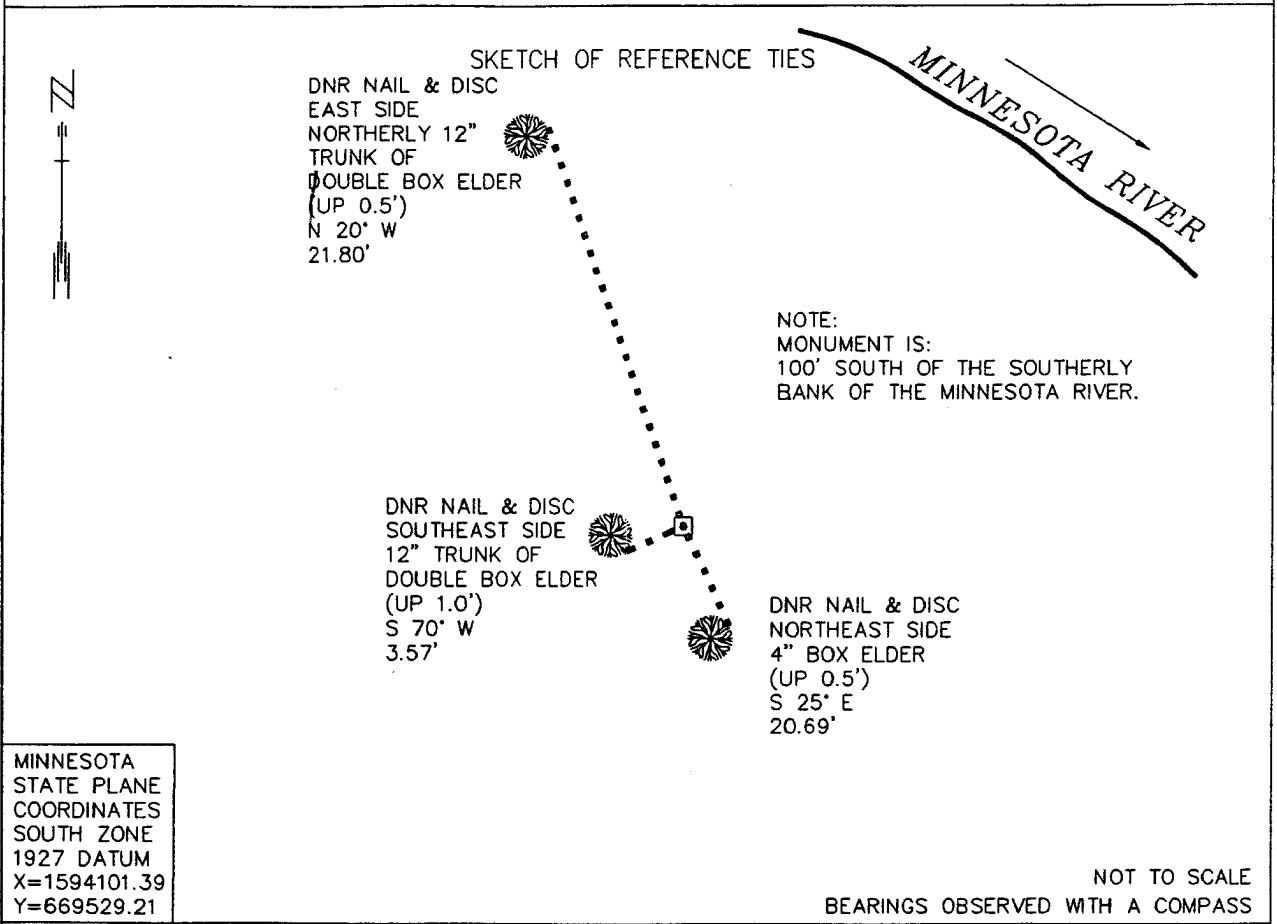 SKETCH OF REFERENCE TIES
N
MINNESOTA RIVER
DNR NAIL & DISC
EAST SIDE
NORTHERLY 12"
TRUNK OF
DOUBLE BOX ELDER
(UP 0.5')
N 20° W
21.80'
NOTE:
MONUMENT IS:
100' SOUTH OF THE SOUTHERLY
BANK OF THE MINNESOTA RIVER.
DNR NAIL & DISC
SOUTHEAST SIDE
12" TRUNK OF
DOUBLE BOX ELDER
(UP 1.0')
S 70° W
3.57'
DNR NAIL & DISC
NORTHEAST SIDE
4" BOX ELDER
(UP 0.5')
S 25° E
20.69'
MINNESOTA
STATE PLANE
COORDINATES
SOUTH ZONE
1927 DATUM
X=1594101.39
Y=669529.21
NOT TO SCALE
BEARINGS OBSERVED WITH A COMPASS